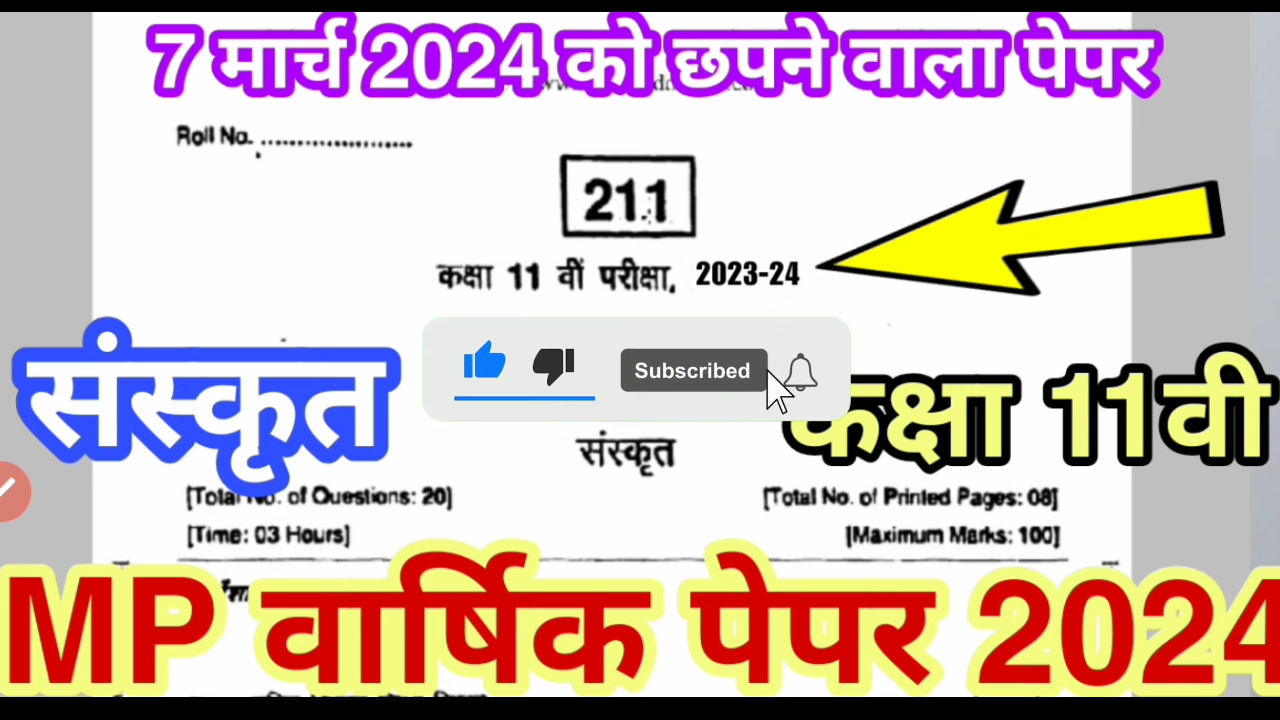 7 मार्च 2024 को छपने वाला पेपर
Roll No. ......................
211
कक्षा 11 वीं परीक्षा, 2023-24
संस्कृत
Subscribed
कक्षा 11वी
संस्कृत
[Total No. of Questions: 20]
[Total No. of Printed Pages: 08]
[Time: 03 Hours]
[Maximum Marks: 100]
MP वार्षिक पेपर 2024